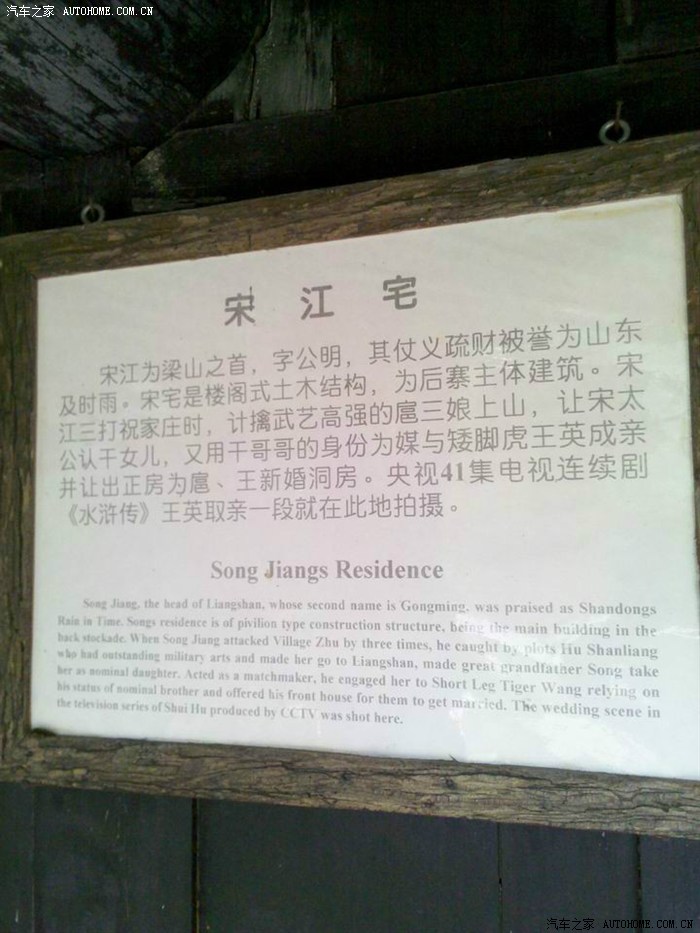 汽车之家 AUTOHOME.COM.CN
宋江宅
宋江为梁山之首，字公明，其仗义疏财被誉为山东
及时雨。宋宅是楼阁式土木结构，为后寨主体建筑。宋
江三打祝家庄时，计擒武艺高强的扈三娘上山，让宋太
公认干女儿，又用干哥哥的身份为媒与矮脚虎王英成亲
并让出正房为扈、王新婚洞房。央视41集电视连续剧
《水浒传》王英取亲一段就在此地拍摄。
Song Jiangs Residence
Song Jiang, the head of Liangshan, whose second name is Gongming, was praised as Shandongs
Rain in Time. Songs residence is of pivilion type construction structure, being the main building in the
back stockade. When Song Jiang attacked Village Zhu by three times, he caught by plots Hu Shanliang
who had outstanding military arts and made her go to Liangshan, made great grandfather Song take
her as nominal daughter. Acted as a matchmaker, he engaged her to Short Leg Tiger Wang relying on
his status of nominal brother and offered his front house for them to get married. The wedding scene in
the television series of Shui Hu produced by CCTV was shot here.
汽车之家 AUTOHOME.COM.CN